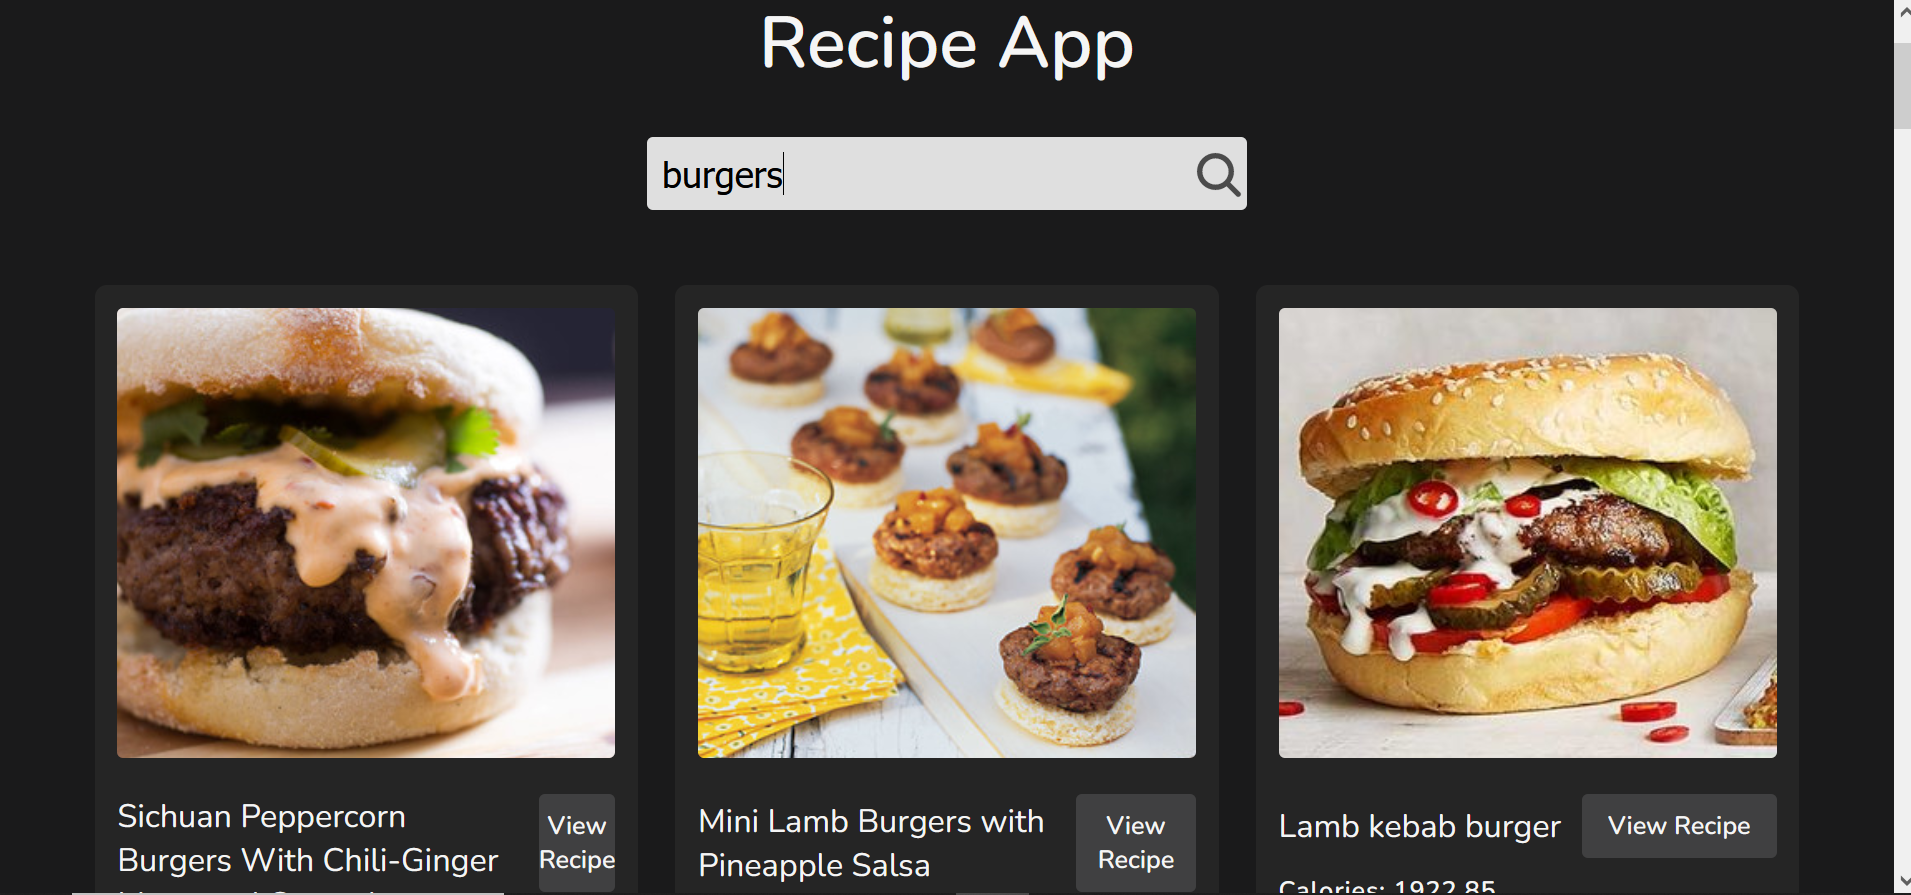 Recipe App
burgers
Sichuan Peppercorn
Burgers With Chili-Ginger
View
Recipe
Mini Lamb Burgers with
Pineapple Salsa
View
Recipe
Lamb kebab burger
View Recipe
Calories: 1922.85